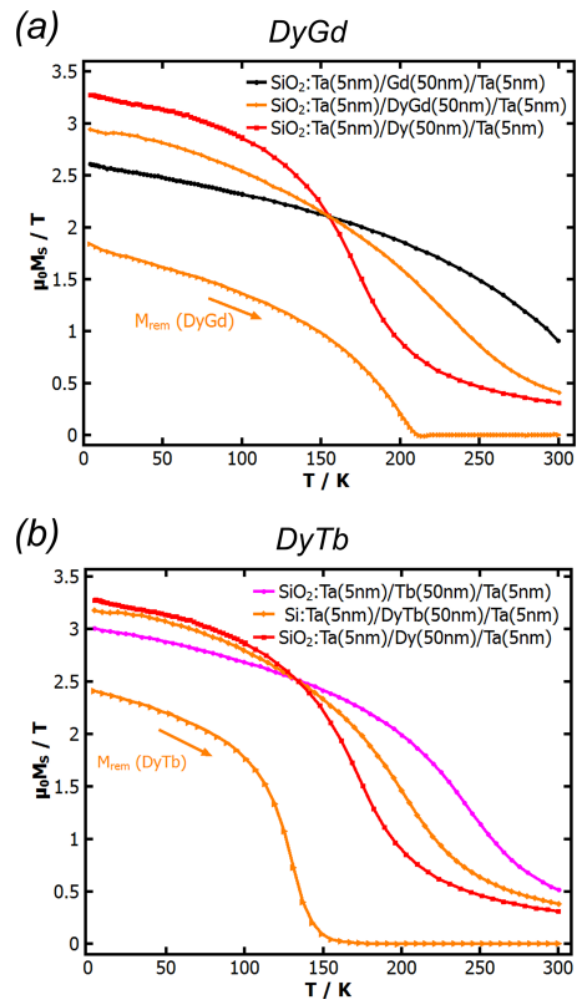 (a) DyGd
3.5
3
2.5
2
1.5
1
0.5
0
µ₀Mₛ / T
SiO₂:Ta(5nm)/Gd(50nm)/Ta(5nm)
SiO₂:Ta(5nm)/DyGd(50nm)/Ta(5nm)
SiO₂:Ta(5nm)/Dy(50nm)/Ta(5nm)
Mrem (DyGd)
0 50 100 150 200 250 300
T / K
(b) DyTb
3.5
3
2.5
2
1.5
1
0.5
0
µ₀Mₛ / T
SiO₂:Ta(5nm)/Tb(50nm)/Ta(5nm)
Si:Ta(5nm)/DyTb(50nm)/Ta(5nm)
SiO₂:Ta(5nm)/Dy(50nm)/Ta(5nm)
Mrem (DyTb)
0 50 100 150 200 250 300
T / K